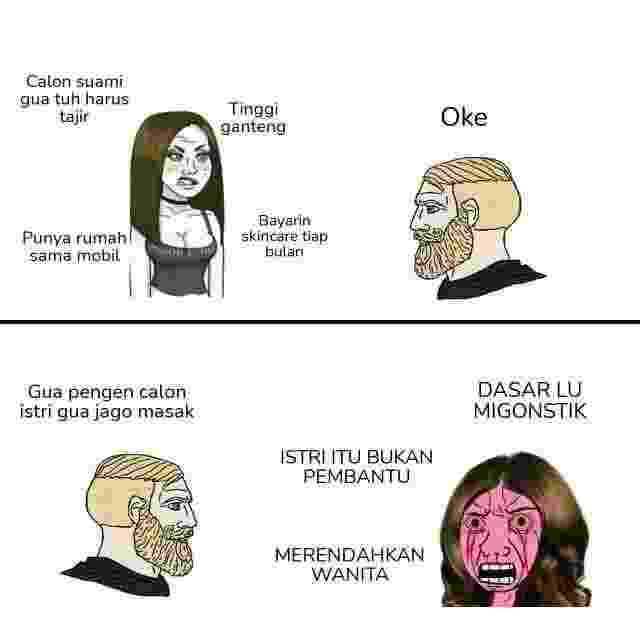 Calon suami
gua tuh harus
tajir
Tinggi
ganteng
Oke
Punya rumah
sama mobil
Bayarin
skincare tiap
bulan
Gua pengen calon
istri gua jago masak
DASAR LU
MIGONSTIK
ISTRI ITU BUKAN
PEMBANTU
MERENDAHKAN
WANITA